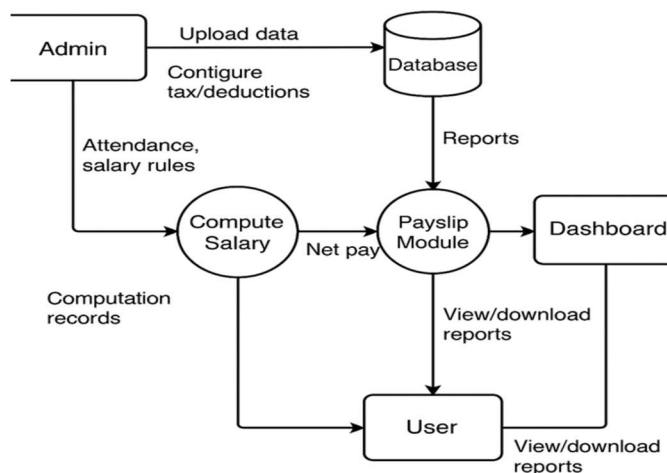 Admin
Upload data
Contigure
tax/deductions
Database
Attendance,
salary rules
Reports
Compute
Salary
Net pay
Payslip
Module
Dashboard
Computation
records
View/download
reports
User
View/download
reports